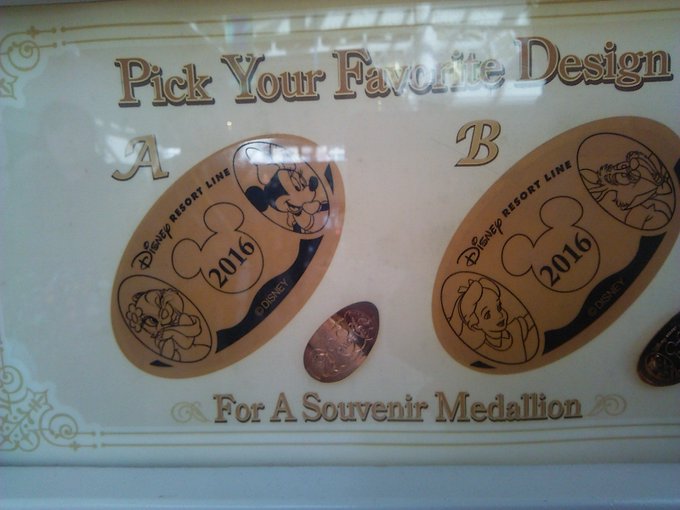 Pick Your Favorite Design
A
B
Disney RESORT LINE
2016
©DISNEY
Disney RESORT LINE
2016
©DISNEY
For A Souvenir Medallion